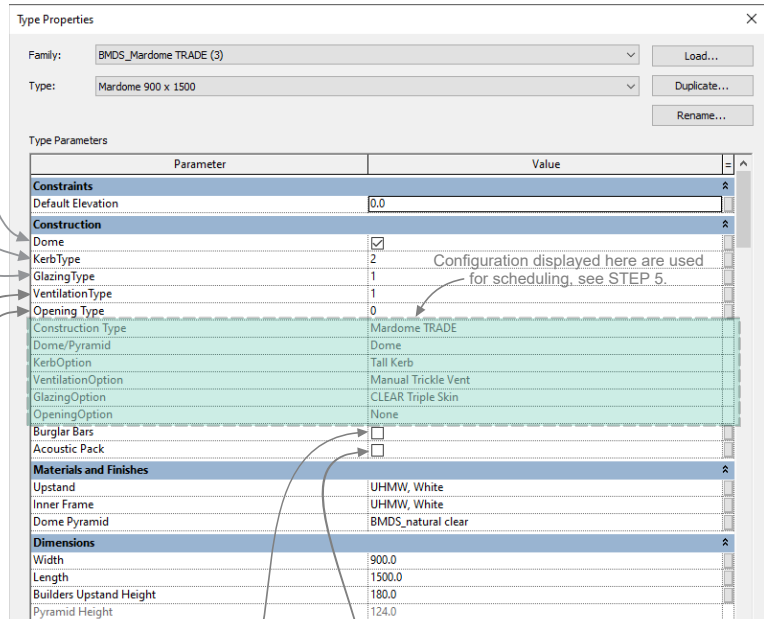 Type Properties
Family: BMDS_Mardome TRADE (3) Load...
Type: Mardome 900 x 1500 Duplicate...
Rename...
Type Parameters
Parameter Value =
Constraints
Default Elevation 0.0
Construction
Dome
KerbType 2
GlazingType 1
VentilationType 1
Opening Type 0
Configuration displayed here are used
for scheduling, see STEP 5.
Construction Type Mardome TRADE
Dome/Pyramid Dome
KerbOption Tall Kerb
VentilationOption Manual Trickle Vent
GlazingOption CLEAR Triple Skin
OpeningOption None
Burglar Bars
Acoustic Pack
Materials and Finishes
Upstand UHMW, White
Inner Frame UHMW, White
Dome Pyramid BMDS_natural clear
Dimensions
Width 900.0
Length 1500.0
Builders Upstand Height 180.0
Pyramid Height 124.0